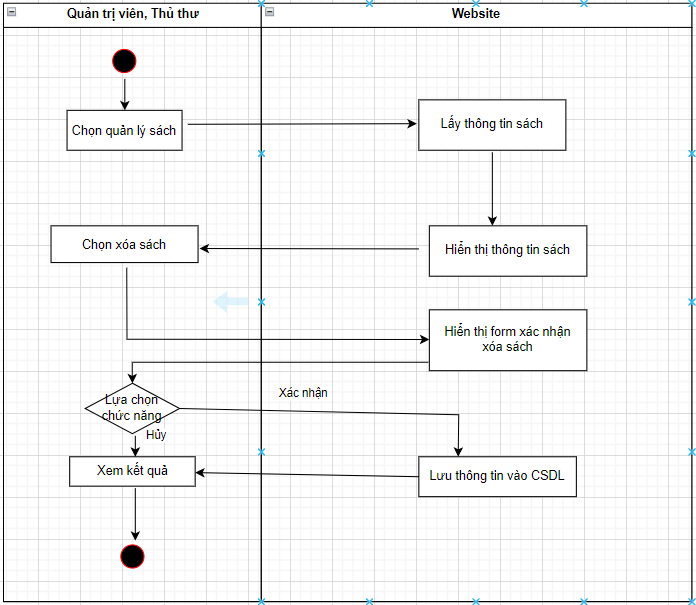 Quản trị viên, Thủ thư
Website
Chọn quản lý sách
Lấy thông tin sách
Chọn xóa sách
Hiển thị thông tin sách
Hiển thị form xác nhận
xóa sách
Lựa chọn
chức năng
Xác nhận
Hủy
Xem kết quả
Lưu thông tin vào CSDL